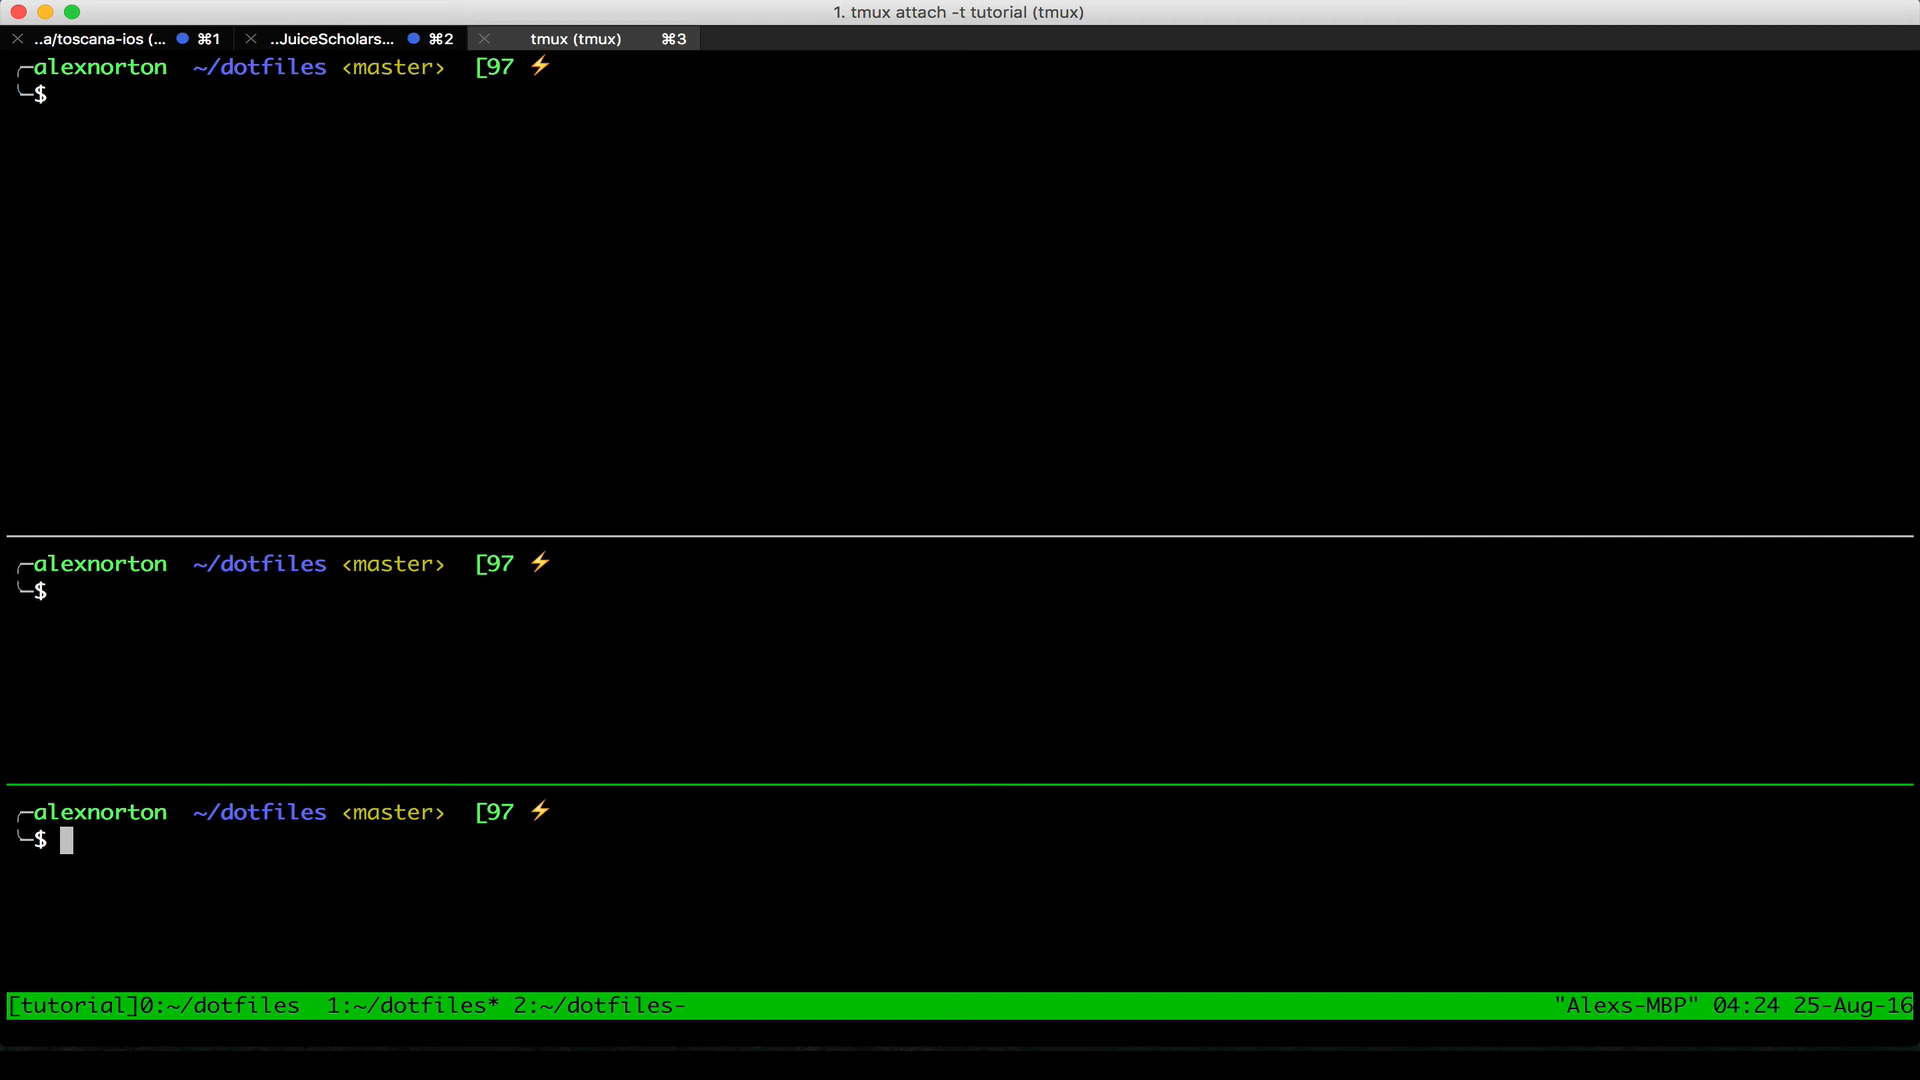 1. tmux attach -t tutorial (tmux)
..a/toscana-ios (... ⌘1 ..JuiceScholars... ⌘2 tmux (tmux) ⌘3
╭─alexnorton ~/dotfiles ‹master› [97 ⚡
╰─$
╭─alexnorton ~/dotfiles ‹master› [97 ⚡
╰─$
╭─alexnorton ~/dotfiles ‹master› [97 ⚡
╰─$
[tutorial]0:~/dotfiles 1:~/dotfiles* 2:~/dotfiles- "Alexs-MBP" 04:24 25-Aug-16